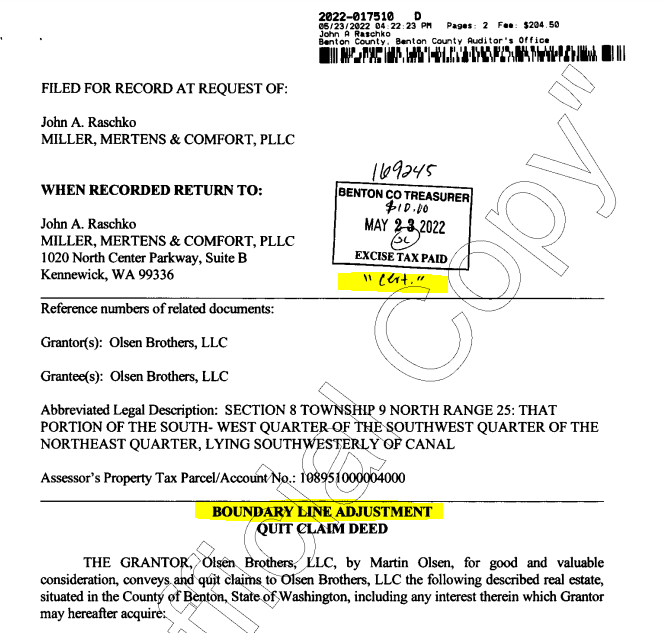 2022-017510 D
05/23/2022 04:22:23 PM Pages: 2 Fee: $204.50
John A Raschko
Benton County, Benton County Auditor's Office
FILED FOR RECORD AT REQUEST OF:
John A. Raschko
MILLER, MERTENS & COMFORT, PLLC
169245
WHEN RECORDED RETURN TO:
BENTON CO TREASURER
$10.00
MAY 23 2022
EXCISE TAX PAID
"Cert."
John A. Raschko
MILLER, MERTENS & COMFORT, PLLC
1020 North Center Parkway, Suite B
Kennewick, WA 99336
Reference numbers of related documents:
Grantor(s): Olsen Brothers, LLC
Grantee(s): Olsen Brothers, LLC
Abbreviated Legal Description: SECTION 8 TOWNSHIP 9 NORTH RANGE 25: THAT
PORTION OF THE SOUTH- WEST QUARTER OF THE SOUTHWEST QUARTER OF THE
NORTHEAST QUARTER, LYING SOUTHWESTERLY OF CANAL
Assessor's Property Tax Parcel/Account No.: 108951000004000
BOUNDARY LINE ADJUSTMENT
QUIT CLAIM DEED
THE GRANTOR, Olsen Brothers, LLC, by Martin Olsen, for good and valuable
consideration, conveys and quit claims to Olsen Brothers, LLC the following described real estate,
situated in the County of Benton, State of Washington, including any interest therein which Grantor
may hereafter acquire:
fficial Copy"